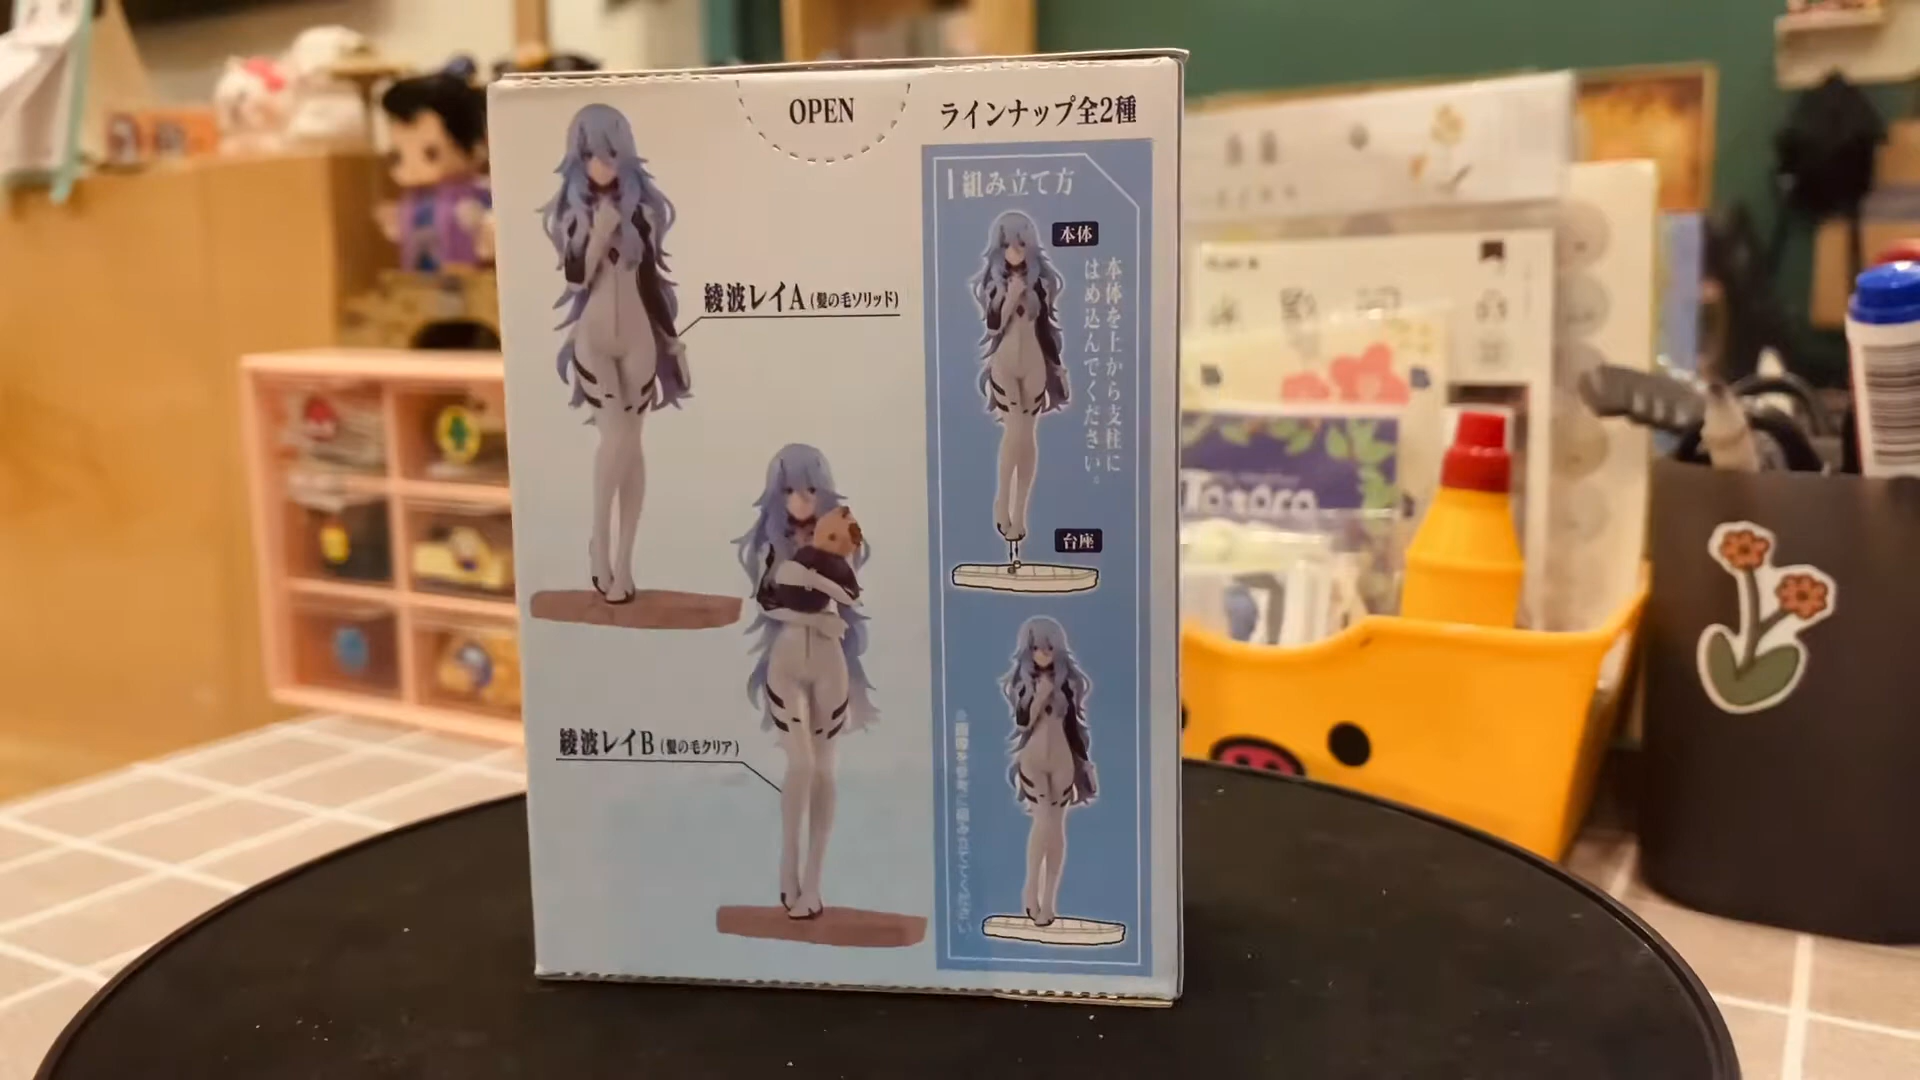 OPEN
ラインナップ全2種
綾波レイA(髪の毛ソリッド)
綾波レイB(髪の毛クリア)
組み立て方
本体
本体を上から支柱に
はめ込んでください。
台座
Totoro